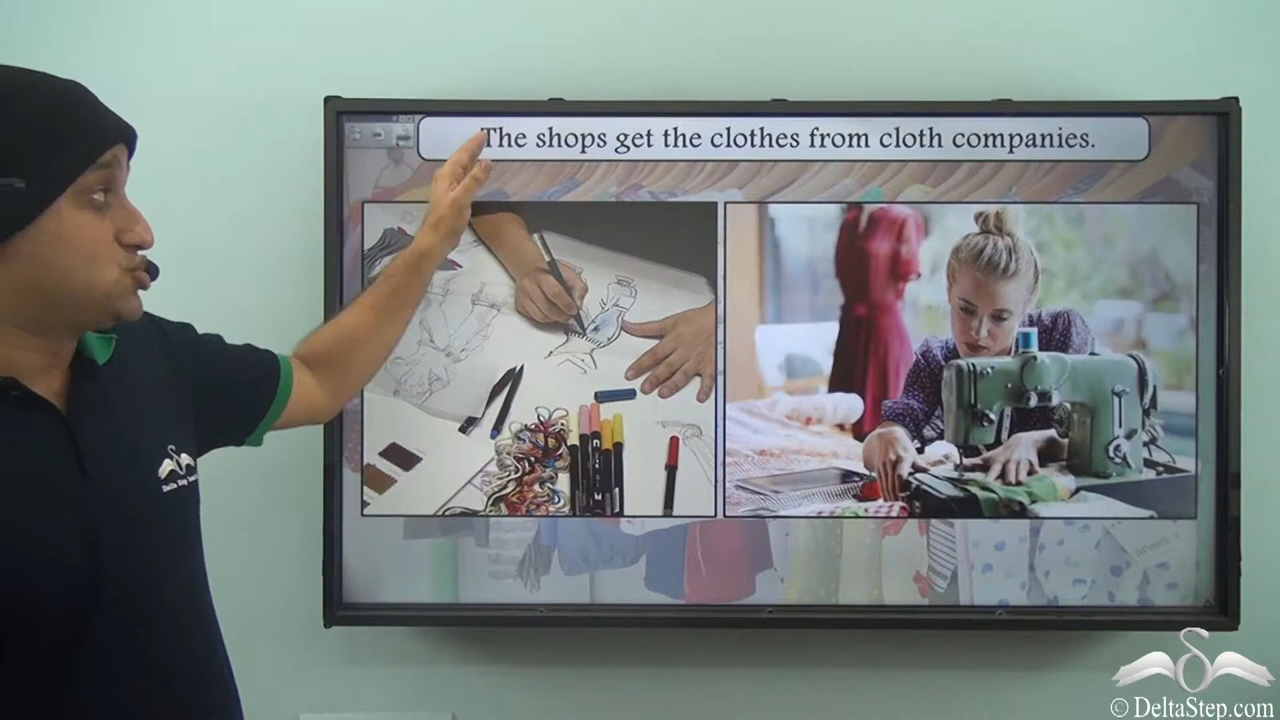 The shops get the clothes from cloth companies.
© DeltaStep.com